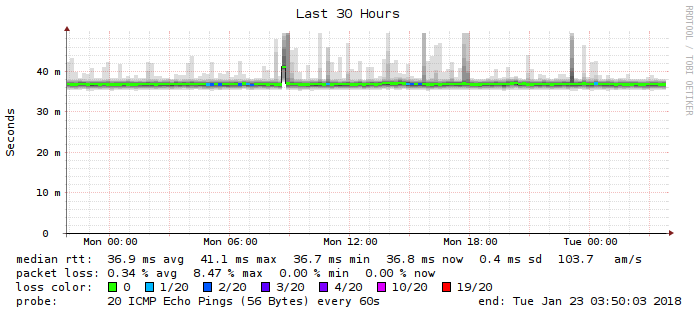 Last 30 Hours
RRDTOOL / TOBI OETIKER
Seconds
40 m
30 m
20 m
10 m
0
Mon 00:00 Mon 06:00 Mon 12:00 Mon 18:00 Tue 00:00
median rtt: 36.9 ms avg 41.1 ms max 36.7 ms min 36.8 ms now 0.4 ms sd 103.7 am/s
packet loss: 0.34 % avg 8.47 % max 0.00 % min 0.00 % now
loss color: 0 1/20 2/20 3/20 4/20 10/20 19/20
probe: 20 ICMP Echo Pings (56 Bytes) every 60s end: Tue Jan 23 03:50:03 2018